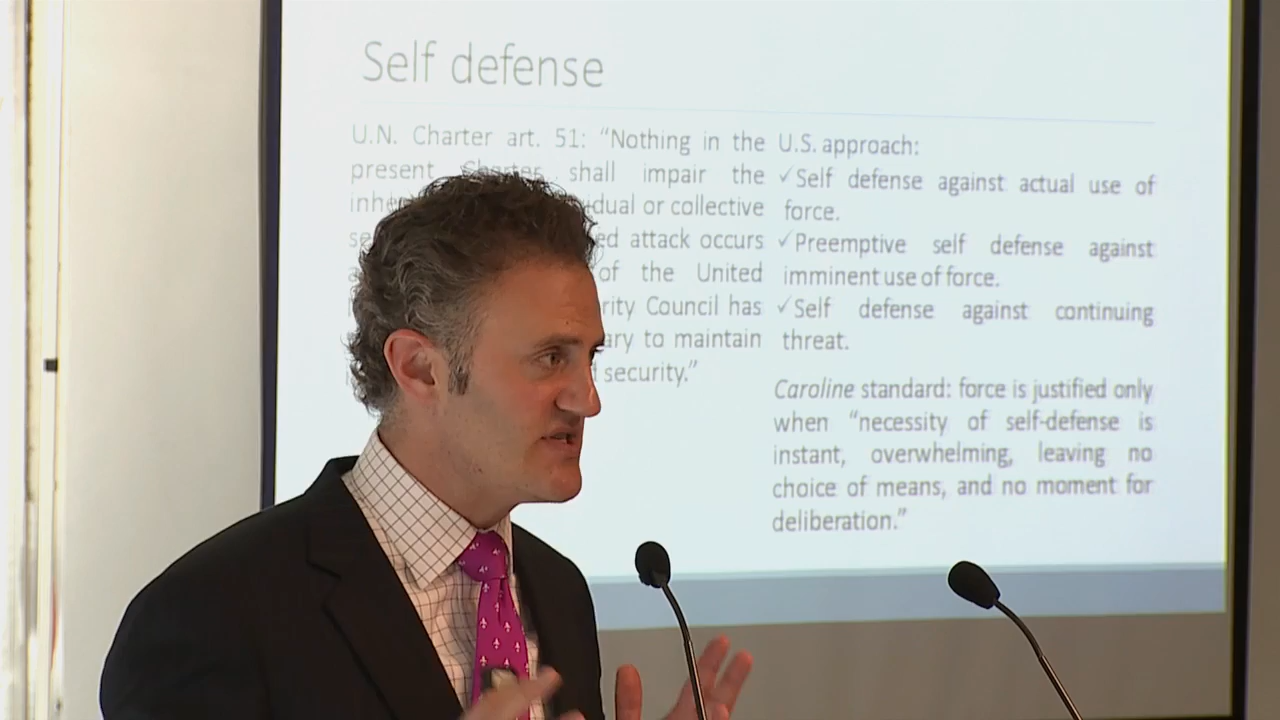 Self defense
U.N. Charter art. 51: “Nothing in the
present Charter shall impair the
or collective
attack occurs
of the United
Council has
to maintain
security.”
U.S. approach:
✓Self defense against actual use of
force.
✓Preemptive self defense against
imminent use of force.
✓Self defense against continuing
threat.
Caroline standard: force is justified only
when “necessity of self-defense is
instant, overwhelming, leaving no
choice of means, and no moment for
deliberation.”